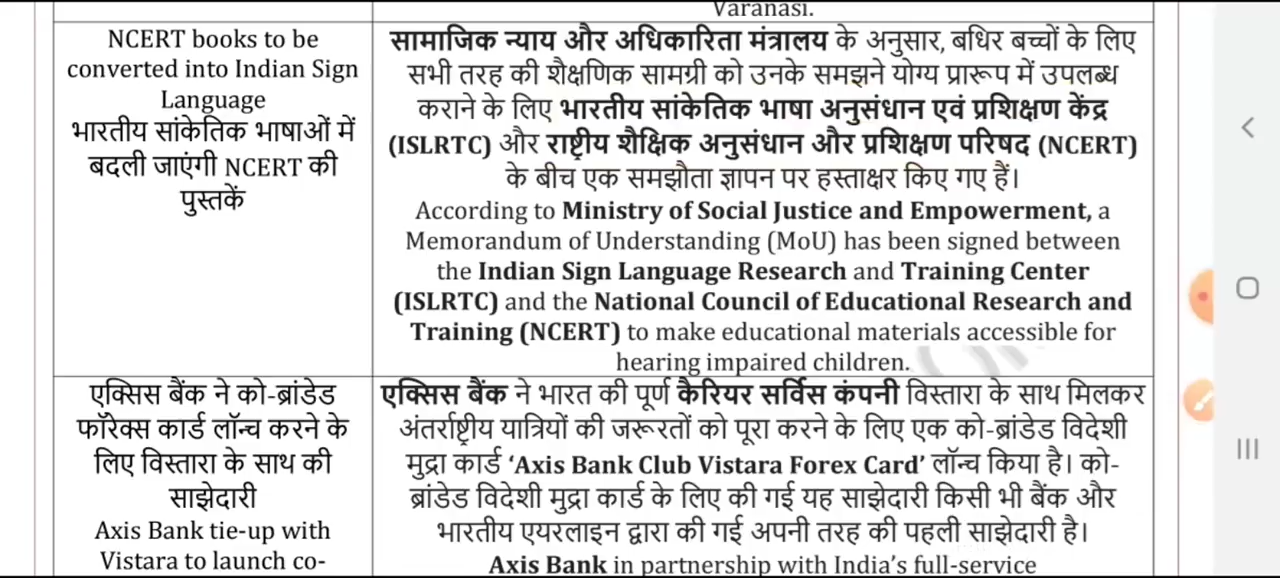 Varanasi.
NCERT books to be
converted into Indian Sign
Language
भारतीय सांकेतिक भाषाओं में
बदली जाएंगी NCERT की
पुस्तकें
सामाजिक न्याय और अधिकारिता मंत्रालय के अनुसार, बधिर बच्चों के लिए
सभी तरह की शैक्षणिक सामग्री को उनके समझने योग्य प्रारूप में उपलब्ध
कराने के लिए भारतीय सांकेतिक भाषा अनुसंधान एवं प्रशिक्षण केंद्र
(ISLRTC) और राष्ट्रीय शैक्षिक अनुसंधान और प्रशिक्षण परिषद (NCERT)
के बीच एक समझौता ज्ञापन पर हस्ताक्षर किए गए हैं।
According to Ministry of Social Justice and Empowerment, a
Memorandum of Understanding (MoU) has been signed between
the Indian Sign Language Research and Training Center
(ISLRTC) and the National Council of Educational Research and
Training (NCERT) to make educational materials accessible for
hearing impaired children.
एक्सिस बैंक ने को-ब्रांडेड
फॉरेक्स कार्ड लॉन्च करने के
लिए विस्तारा के साथ की
साझेदारी
Axis Bank tie-up with
Vistara to launch co-
एक्सिस बैंक ने भारत की पूर्ण कैरियर सर्विस कंपनी विस्तारा के साथ मिलकर
अंतर्राष्ट्रीय यात्रियों की जरूरतों को पूरा करने के लिए एक को-ब्रांडेड विदेशी
मुद्रा कार्ड ‘Axis Bank Club Vistara Forex Card’ लॉन्च किया है। को-
ब्रांडेड विदेशी मुद्रा कार्ड के लिए की गई यह साझेदारी किसी भी बैंक और
भारतीय एयरलाइन द्वारा की गई अपनी तरह की पहली साझेदारी है।
Axis Bank in partnership with India’s full-service